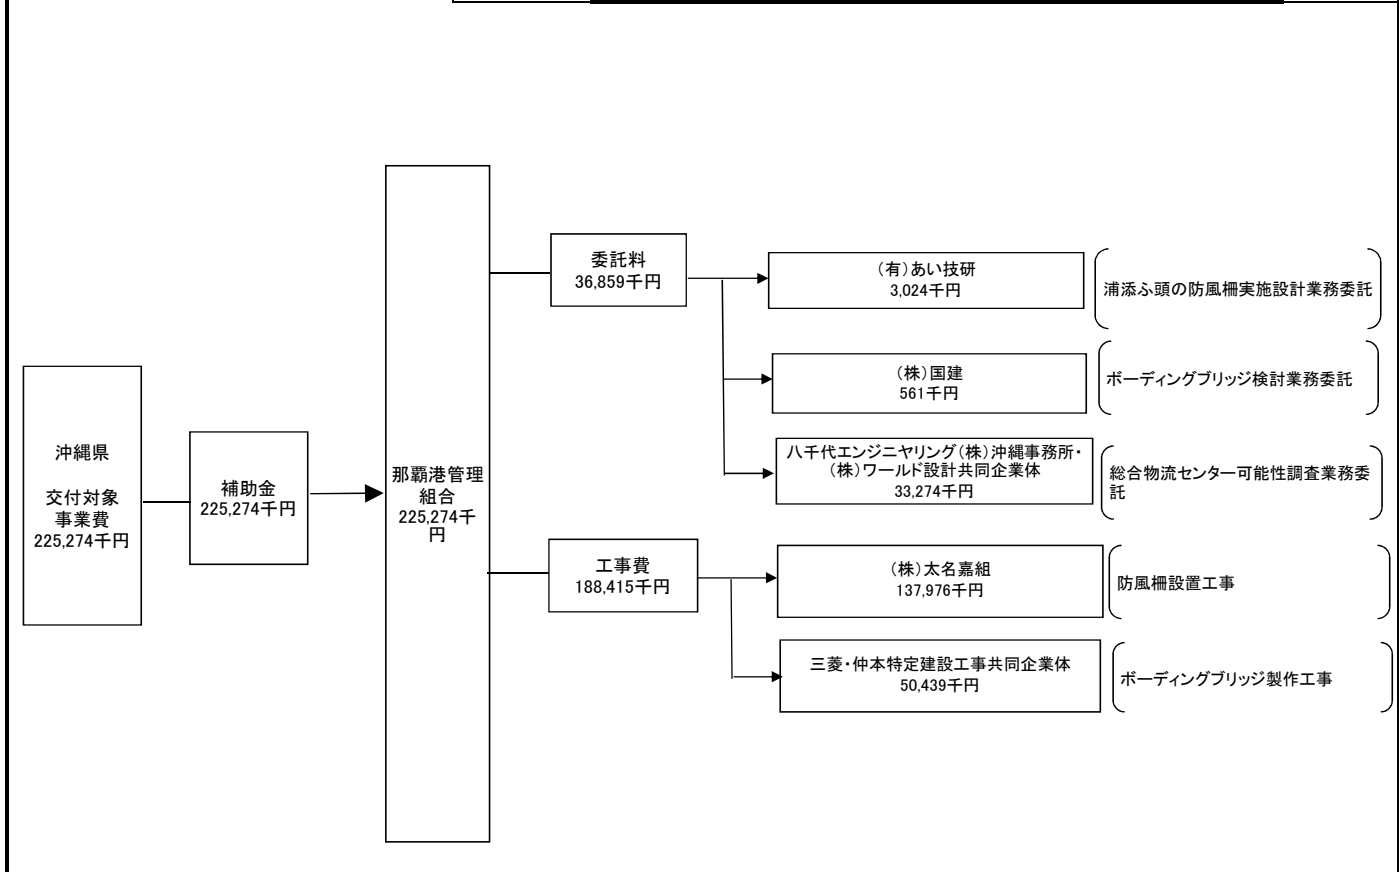 沖縄県
交付対象
事業費
225,274千円
補助金
225,274千円
那覇港管理
組合
225,274千
円
委託料
36,859千円
(有)あい技研
3,024千円
浦添ふ頭の防風柵実施設計業務委託
(株)国建
561千円
ボーディングブリッジ検討業務委託
八千代エンジニヤリング(株)沖縄事務所・
(株)ワールド設計共同企業体
33,274千円
総合物流センター可能性調査業務委
託
工事費
188,415千円
(株)太名嘉組
137,976千円
防風柵設置工事
三菱・仲本特定建設工事共同企業体
50,439千円
ボーディングブリッジ製作工事